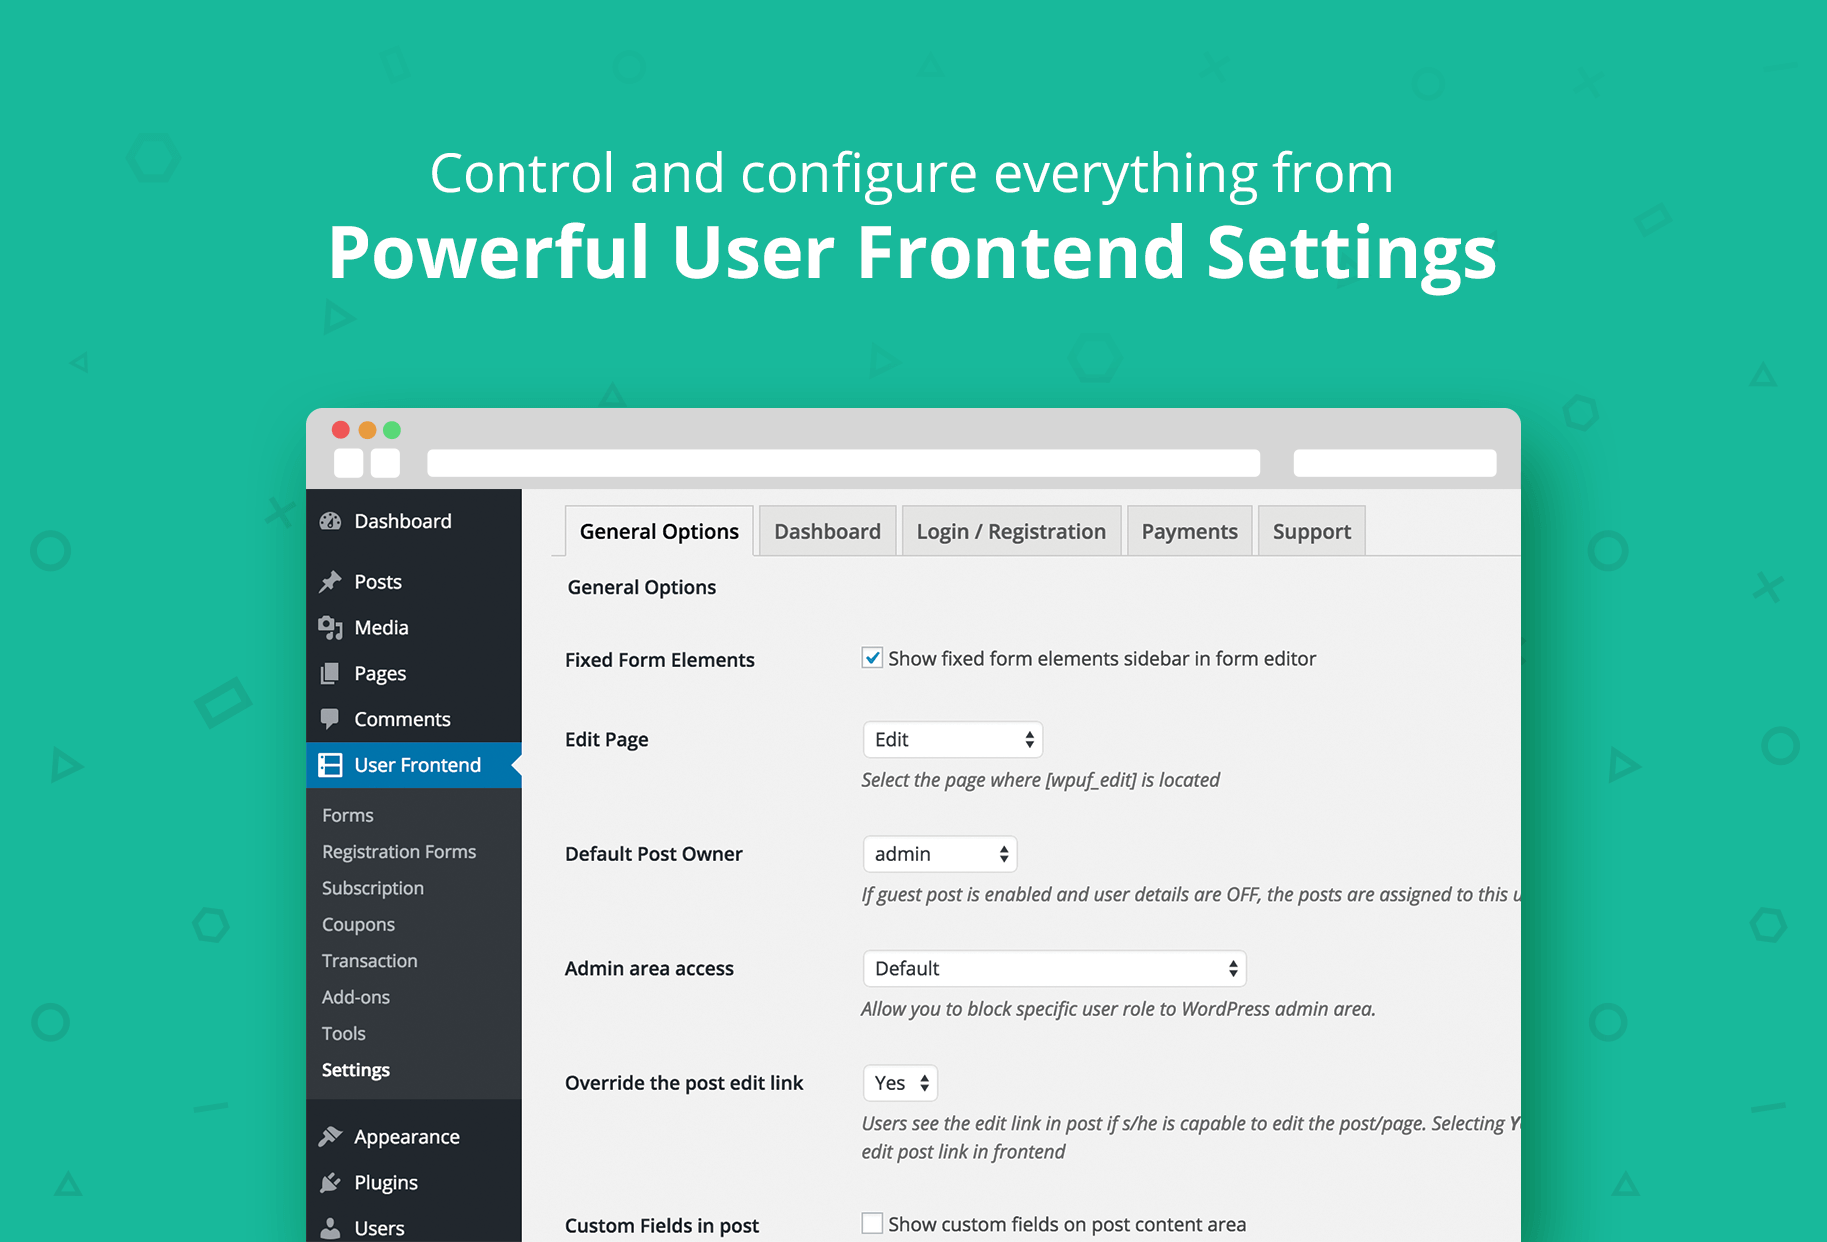 Control and configure everything from
Powerful User Frontend Settings
Dashboard
Posts
Media
Pages
Comments
User Frontend
Forms
Registration Forms
Subscription
Coupons
Transaction
Add-ons
Tools
Settings
Appearance
Plugins
Users
General Options
Dashboard
Login / Registration
Payments
Support
General Options
Fixed Form Elements
Show fixed form elements sidebar in form editor
Edit Page
Edit
Select the page where [wpuf_edit] is located
Default Post Owner
admin
If guest post is enabled and user details are OFF, the posts are assigned to this
Admin area access
Default
Allow you to block specific user role to WordPress admin area.
Override the post edit link
Yes
Users see the edit link in post if s/he is capable to edit the post/page. Selecting
edit post link in frontend
Custom Fields in post
Show custom fields on post content area